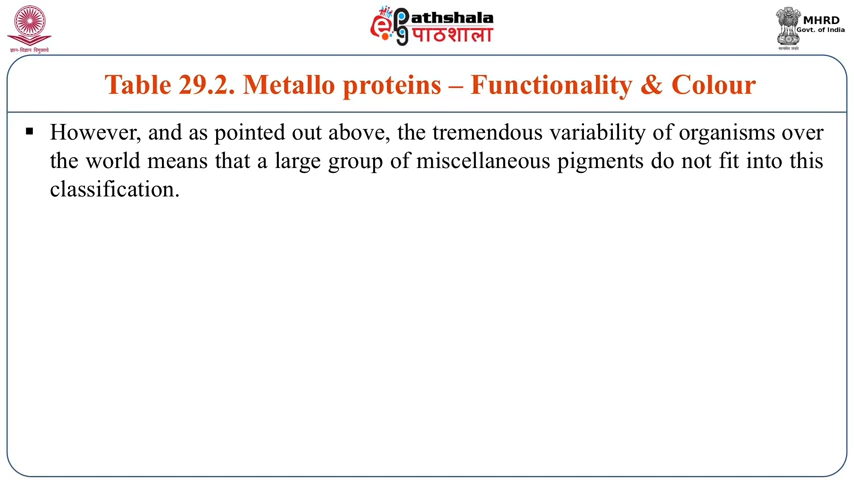 ज्ञान-विज्ञान विमुक्तये
ePathshala
पाठशाला
MHRD
Govt. of India
Table 29.2. Metallo proteins – Functionality & Colour
▪ However, and as pointed out above, the tremendous variability of organisms over
the world means that a large group of miscellaneous pigments do not fit into this
classification.